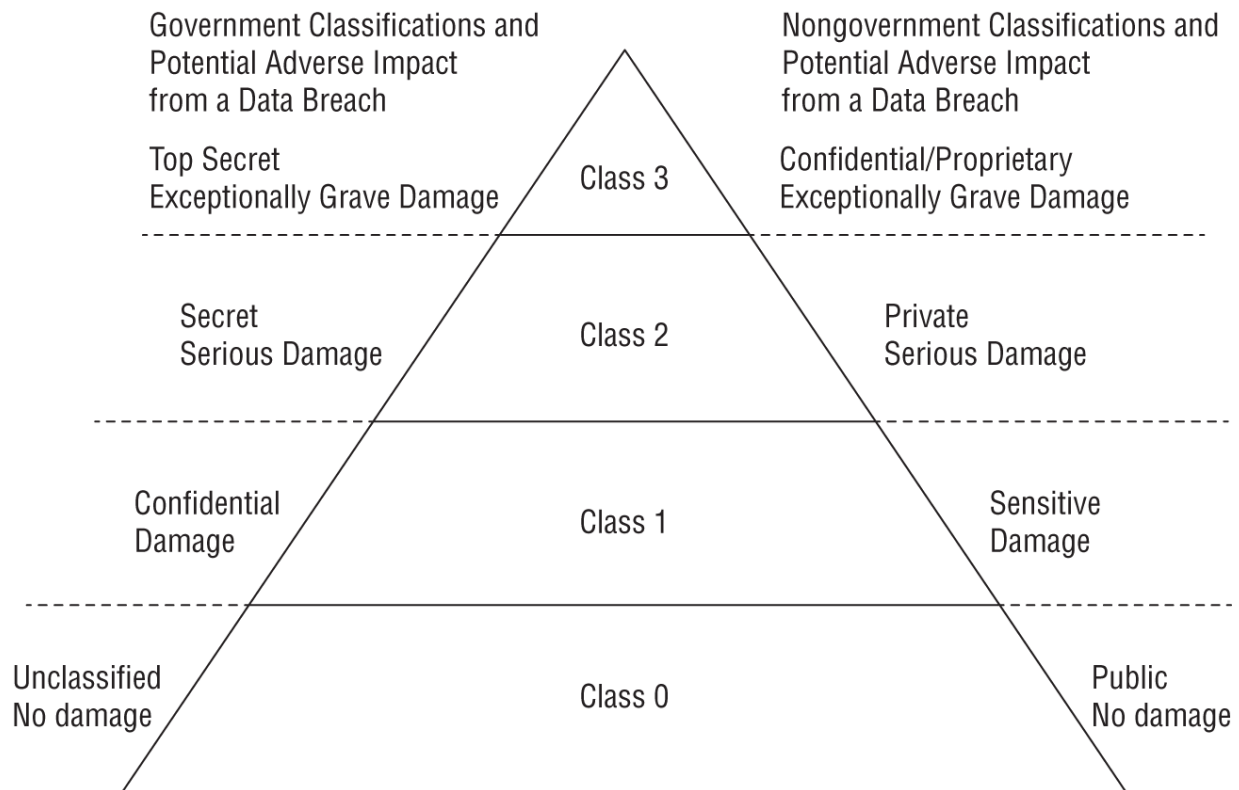 Government Classifications and
Potential Adverse Impact
from a Data Breach
Nongovernment Classifications and
Potential Adverse Impact
from a Data Breach
Top Secret
Exceptionally Grave Damage
Class 3
Confidential/Proprietary
Exceptionally Grave Damage
Secret
Serious Damage
Class 2
Private
Serious Damage
Confidential
Damage
Class 1
Sensitive
Damage
Unclassified
No damage
Class 0
Public
No damage